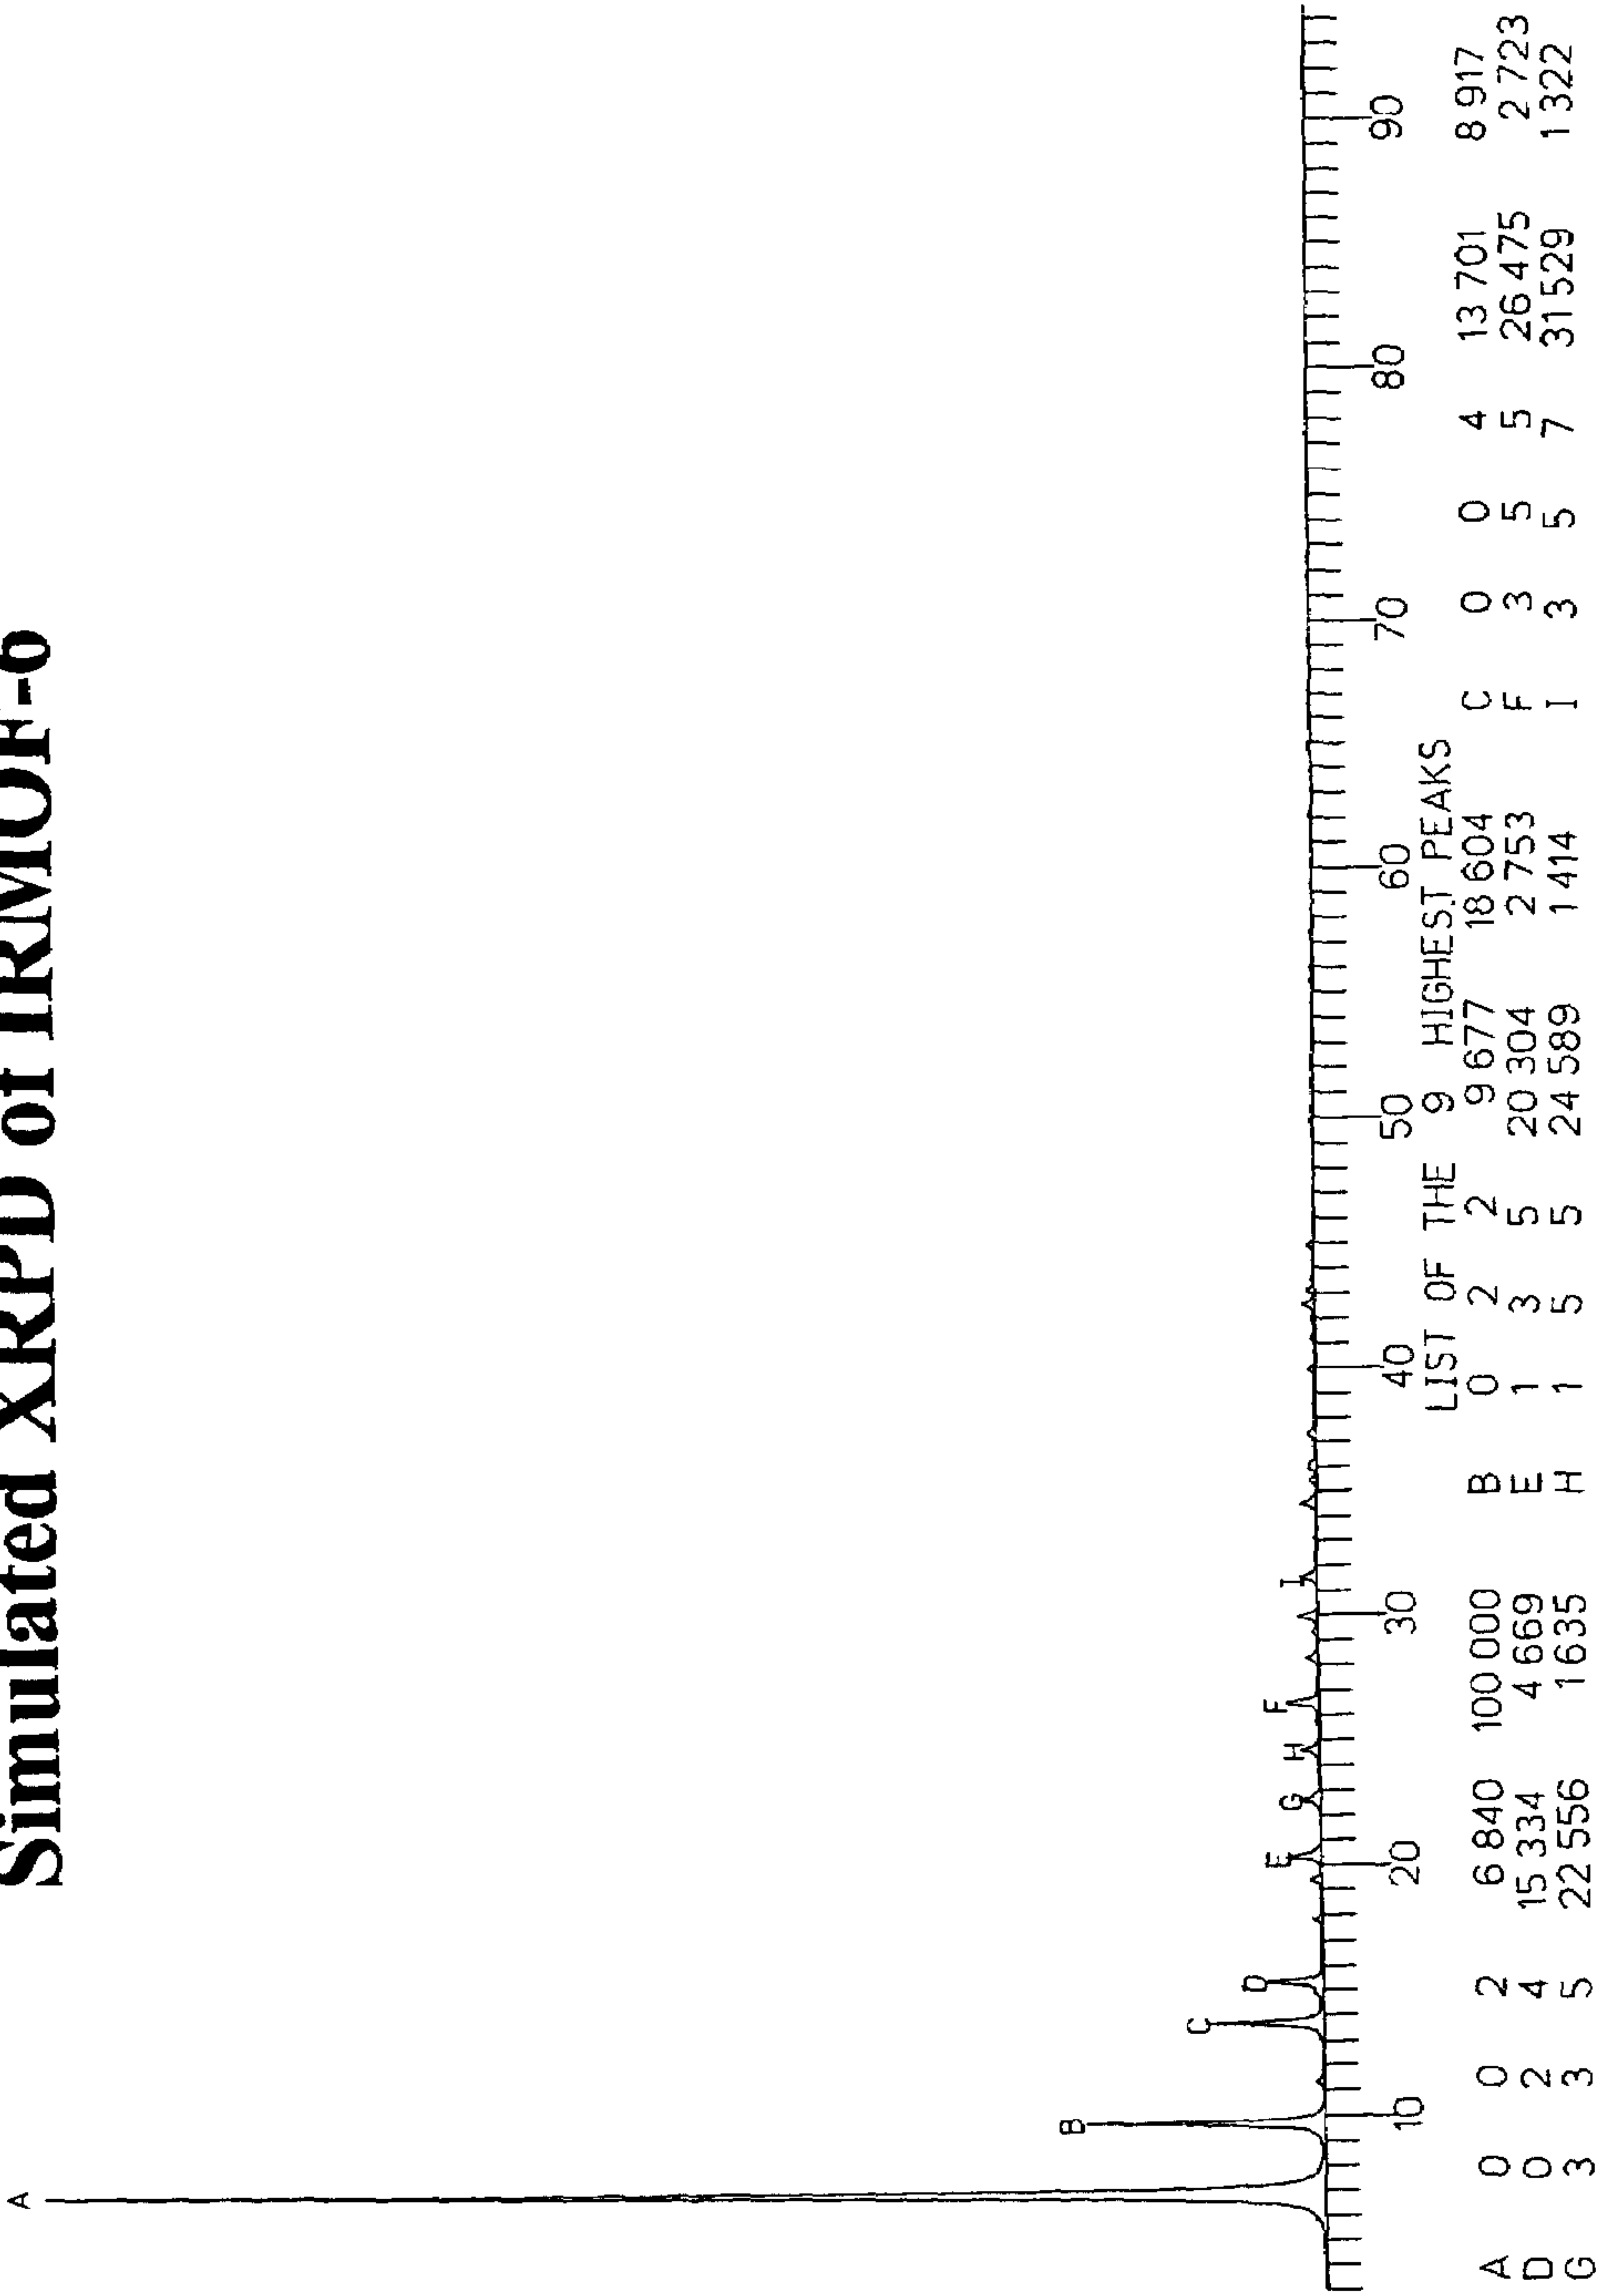 Simulated XRPD of IRMOF-6
A
B
C
D
E
G
H
F
I
10 20 30 40 50 60 70 80 90
LIST OF THE 9 HIGHEST PEAKS
A 0 0 2 6 840 100 000 B 0 2 2 9 677 18 604 C 0 0 4 13 701 8 917
D 0 2 4 15 334 4 669 E 1 3 5 20 304 2 753 F 3 5 5 26 475 2 723
G 3 3 5 22 556 1 635 H 1 5 5 24 589 1 414 I 3 5 7 31 529 1 322